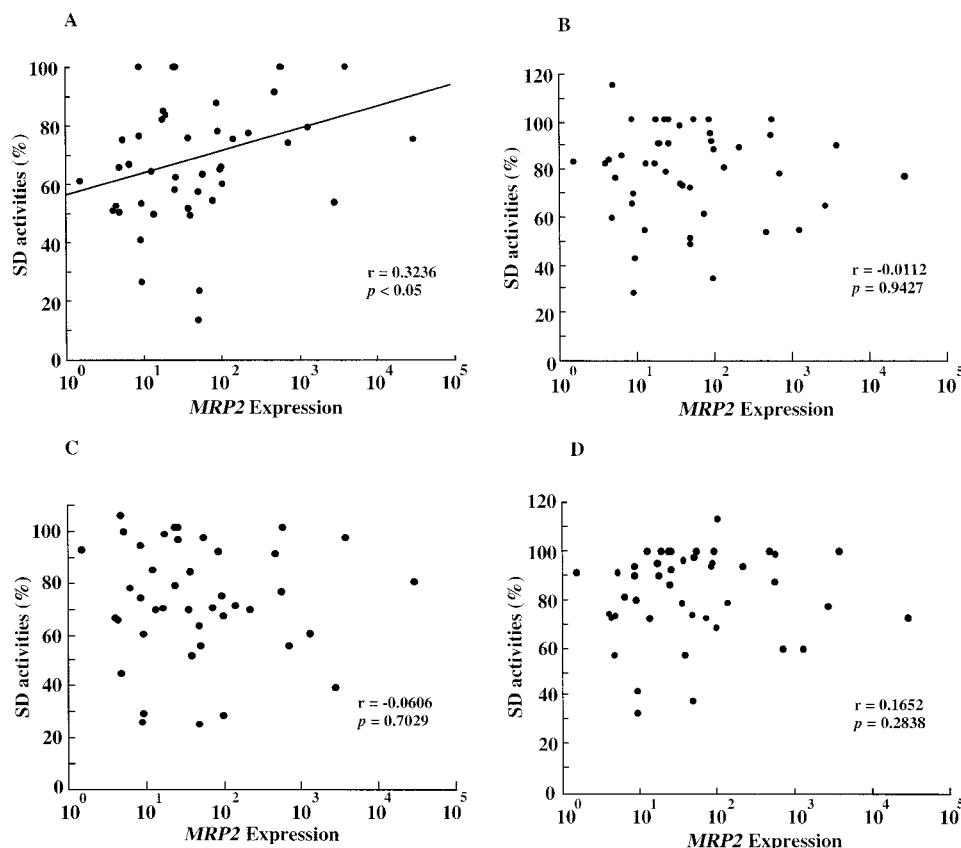 A
SD activities (%)
100
80
60
40
20
0
r = 0.3236
p < 0.05
10^0 10^1 10^2 10^3 10^4 10^5
MRP2 Expression
B
SD activities (%)
120
100
80
60
40
20
0
r = -0.0112
p = 0.9427
10^0 10^1 10^2 10^3 10^4 10^5
MRP2 Expression
C
SD activities (%)
100
80
60
40
20
0
r = -0.0606
p = 0.7029
10^0 10^1 10^2 10^3 10^4 10^5
MRP2 Expression
D
SD activities (%)
120
100
80
60
40
20
0
r = 0.1652
p = 0.2838
10^0 10^1 10^2 10^3 10^4 10^5
MRP2 Expression